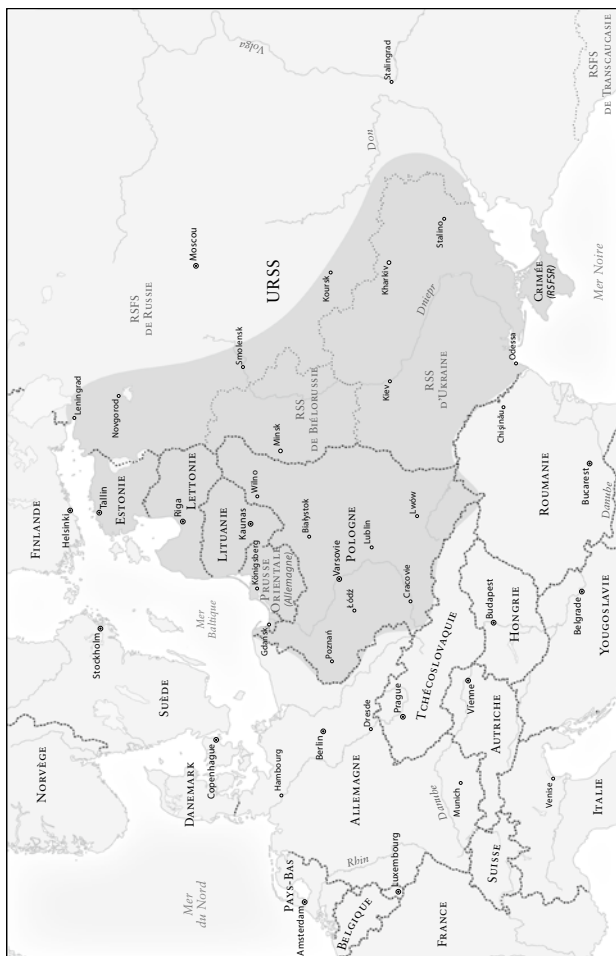 NORVÈGE
SUÈDE
Stockholm
FINLANDE
Helsinki
Leningrad
Novgorod
Tallin
ESTONIE
RSFS
DE RUSSIE
Moscou
Volga
Mer
du Nord
DANEMARK
Copenhague
Mer
Baltique
Riga
LETTONIE
LITUANIE
Kaunas
Wilno
Königsberg
PRUSSE
ORIENTALE
(Allemagne)
Gdańsk
Smolensk
Minsk
RSS
DE BIÉLORUSSIE
URSS
Koursk
Don
Stalingrad
PAYS-BAS
Amsterdam
Hambourg
Berlin
Poznań
Białystok
Varsovie
POLOGNE
Łódź
Lublin
BELGIQUE
Rhin
Luxembourg
ALLEMAGNE
Dresde
Prague
TCHÉCOSLOVAQUIE
Cracovie
Lwów
Kiev
RSS
D'UKRAINE
Dniepr
Kharkiv
Stalino
FRANCE
Danube
Munich
Vienne
AUTRICHE
SUISSE
Budapest
HONGRIE
Chişinău
Odessa
CRIMÉE
(RSFSR)
ROUMANIE
Bucarest
Danube
Belgrade
YOUGOSLAVIE
Venise
ITALIE
Mer Noire
RSFS
DE TRANSCAUCASIE